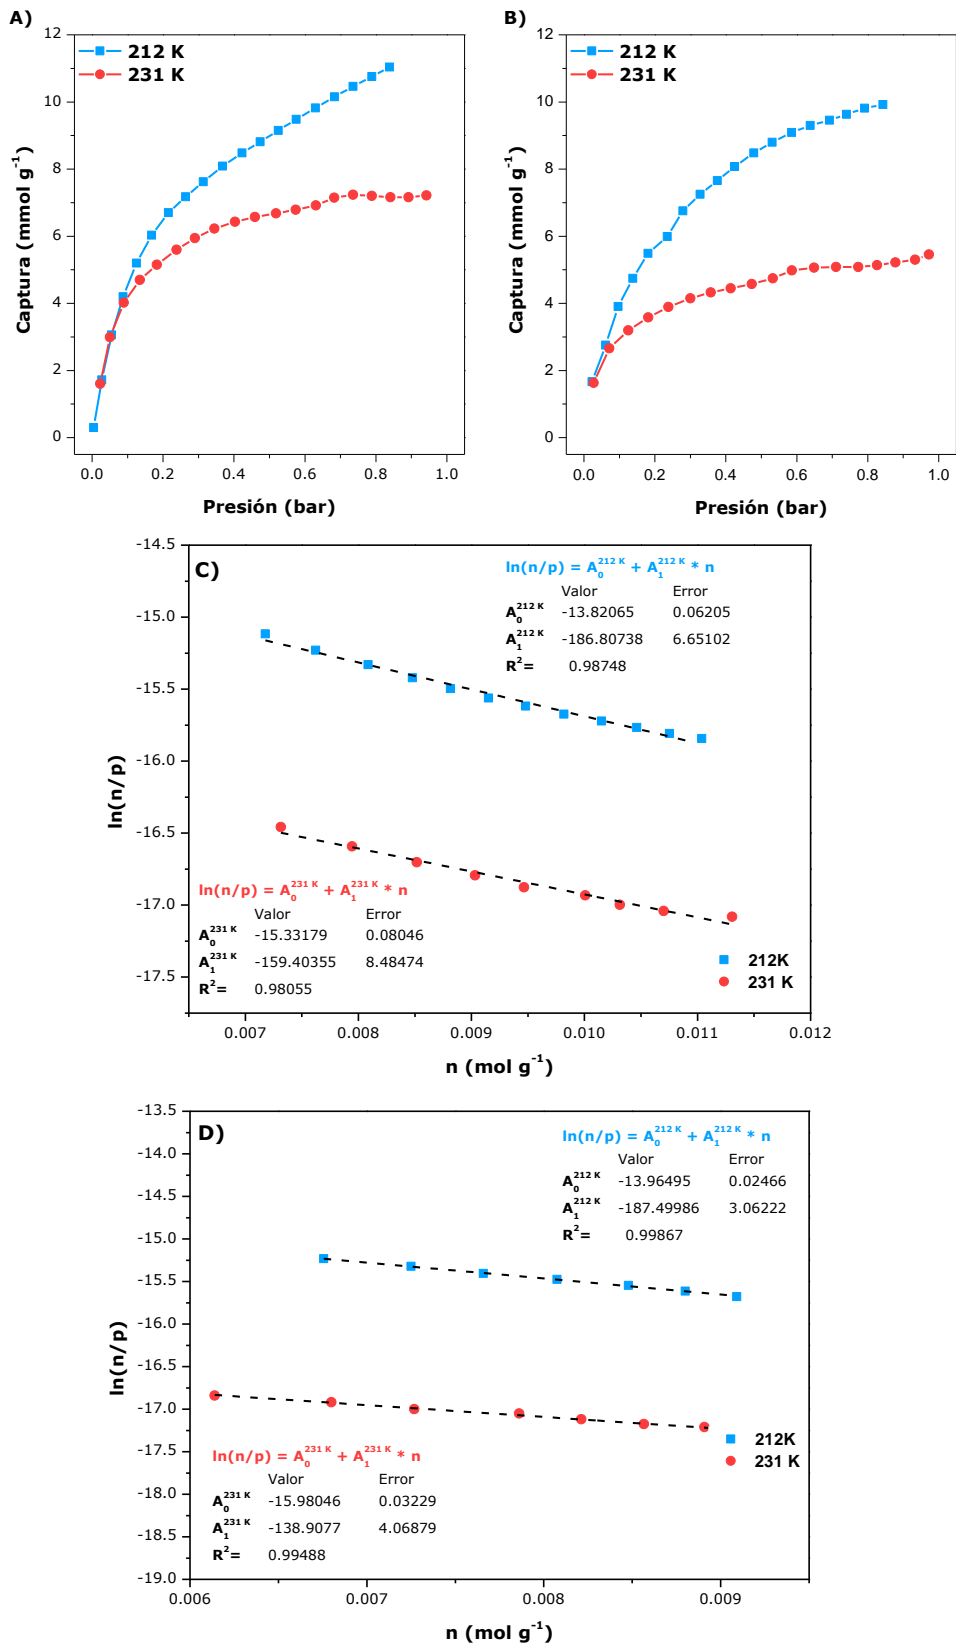 A)
12
10
8
6
4
2
0
Captura (mmol g⁻¹)
212 K
231 K
0.0 0.2 0.4 0.6 0.8 1.0
Presión (bar)
B)
12
10
8
6
4
2
0
Captura (mmol g⁻¹)
212 K
231 K
0.0 0.2 0.4 0.6 0.8 1.0
Presión (bar)
C)
-14.5
-15.0
-15.5
-16.0
-16.5
-17.0
-17.5
ln(n/p)
ln(n/p) = A₀²¹² ᴷ + A₁²¹² ᴷ * n
Valor Error
A₀²¹² ᴷ -13.82065 0.06205
A₁²¹² ᴷ -186.80738 6.65102
R²= 0.98748
ln(n/p) = A₀²³¹ ᴷ + A₁²³¹ ᴷ * n
Valor Error
A₀²³¹ ᴷ -15.33179 0.08046
A₁²³¹ ᴷ -159.40355 8.48474
R²= 0.98055
212K
231 K
0.007 0.008 0.009 0.010 0.011 0.012
n (mol g⁻¹)
D)
-13.5
-14.0
-14.5
-15.0
-15.5
-16.0
-16.5
-17.0
-17.5
-18.0
-18.5
-19.0
ln(n/p)
ln(n/p) = A₀²¹² ᴷ + A₁²¹² ᴷ * n
Valor Error
A₀²¹² ᴷ -13.96495 0.02466
A₁²¹² ᴷ -187.49986 3.06222
R²= 0.99867
ln(n/p) = A₀²³¹ ᴷ + A₁²³¹ ᴷ * n
Valor Error
A₀²³¹ ᴷ -15.98046 0.03229
A₁²³¹ ᴷ -138.9077 4.06879
R²= 0.99488
212K
231 K
0.006 0.007 0.008 0.009
n (mol g⁻¹)